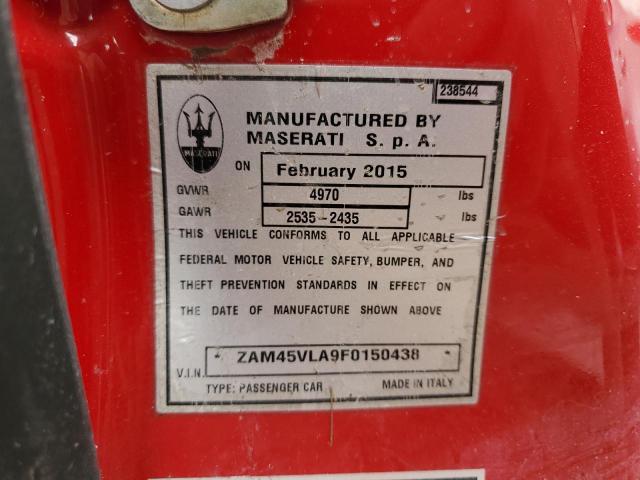 238544
MASERATI
MANUFACTURED BY
MASERATI S. p. A.
ON February 2015
GVWR 4970 lbs
GAWR 2535-2435 lbs
THIS VEHICLE CONFORMS TO ALL APPLICABLE
FEDERAL MOTOR VEHICLE SAFETY, BUMPER, AND
THEFT PREVENTION STANDARDS IN EFFECT ON
THE DATE OF MANUFACTURE SHOWN ABOVE
V.I.N. * ZAM45VLA9F0150438 *
TYPE: PASSENGER CAR MADE IN ITALY